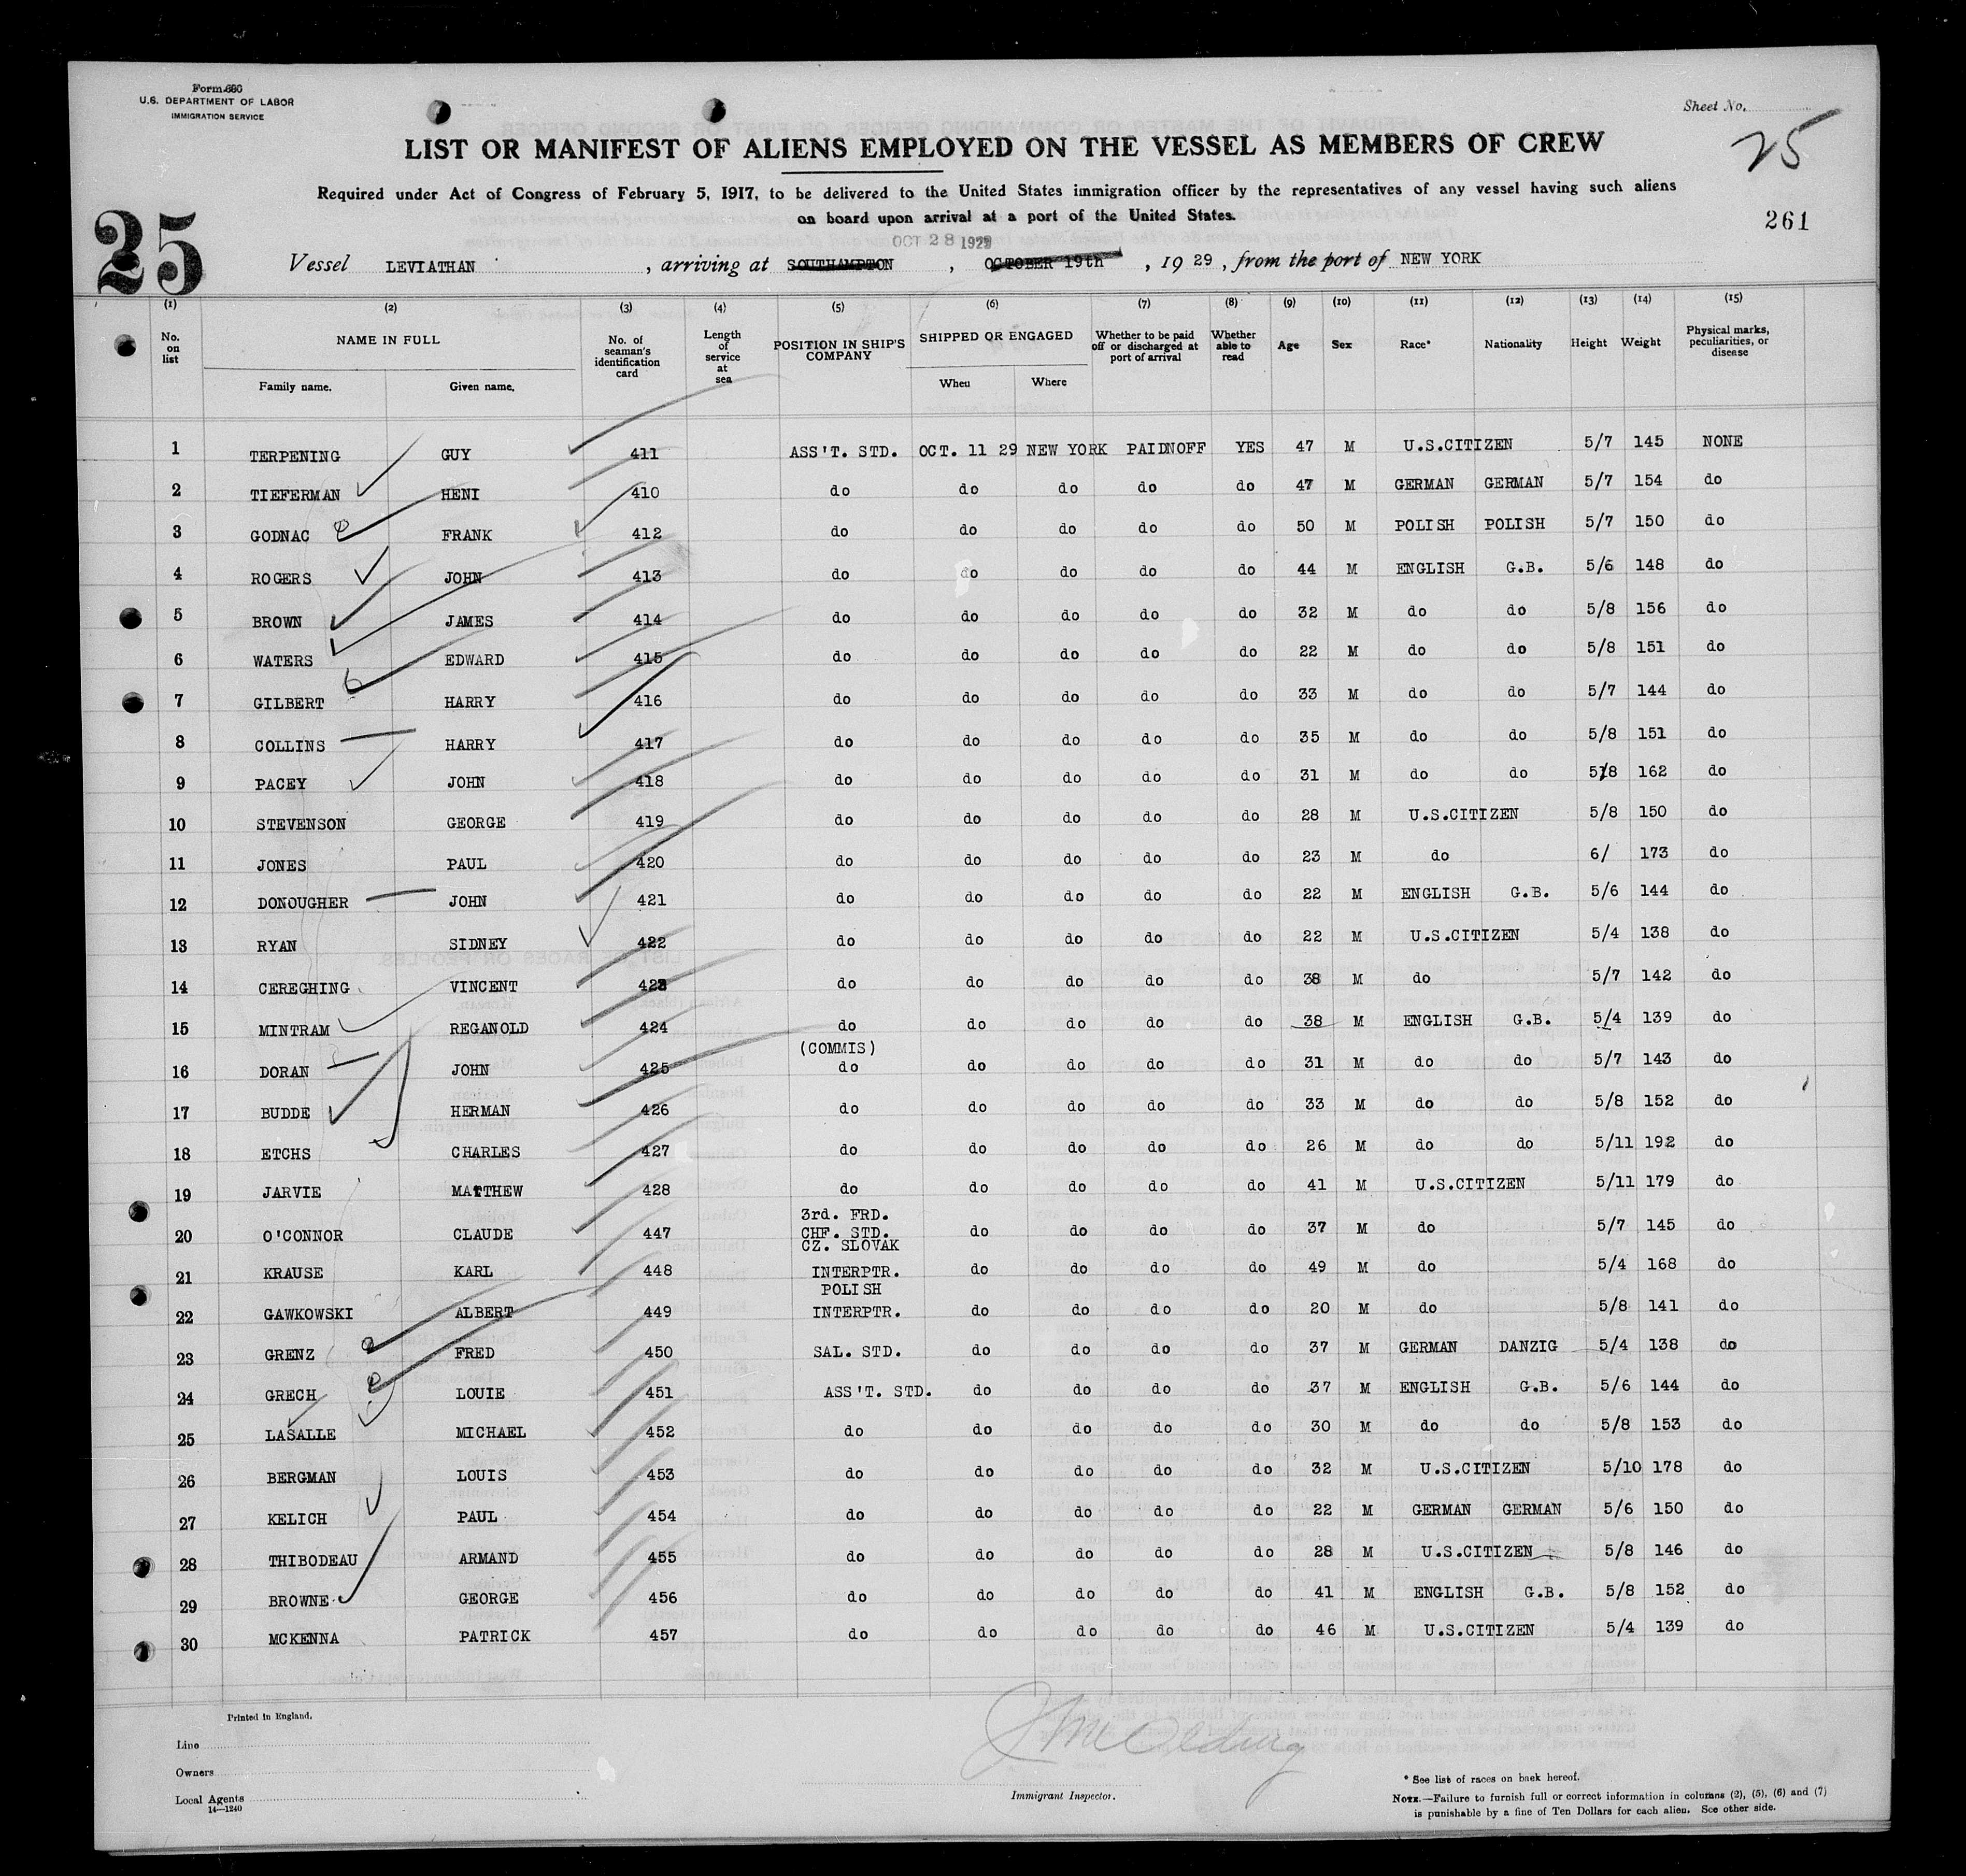 Form 680
U.S. DEPARTMENT OF LABOR
IMMIGRATION SERVICE
Sheet No.
25
LIST OR MANIFEST OF ALIENS EMPLOYED ON THE VESSEL AS MEMBERS OF CREW
Required under Act of Congress of February 5, 1917, to be delivered to the United States immigration officer by the representatives of any vessel having such aliens
on board upon arrival at a port of the United States.
261
25
OCT 28 1929
Vessel LEVIATHAN , arriving at SOUTHAMPTON , OCTOBER 19th , 19 29 , from the port of NEW YORK
(1) (2) (3) (4) (5) (6) (7) (8) (9) (10) (11) (12) (13) (14) (15)
No. on list NAME IN FULL No. of seaman's identification card Length of service at sea POSITION IN SHIP'S COMPANY SHIPPED OR ENGAGED Whether to be paid off or discharged at port of arrival Whether able to read Age Sex Race* Nationality Height Weight Physical marks, peculiarities, or disease
Family name. Given name. When Where
1 TERPENING GUY 411 ASS'T. STD. OCT. 11 29 NEW YORK PAIDNOFF YES 47 M U.S.CITIZEN 5/7 145 NONE
2 TIEFERMAN HENI 410 do do do do do 47 M GERMAN GERMAN 5/7 154 do
3 GODNAC FRANK 412 do do do do do 50 M POLISH POLISH 5/7 150 do
4 ROGERS JOHN 413 do do do do do 44 M ENGLISH G.B. 5/6 148 do
5 BROWN JAMES 414 do do do do do 32 M do do 5/8 156 do
6 WATERS EDWARD 415 do do do do do 22 M do do 5/8 151 do
7 GILBERT HARRY 416 do do do do do 33 M do do 5/7 144 do
8 COLLINS HARRY 417 do do do do do 35 M do do 5/8 151 do
9 PACEY JOHN 418 do do do do do 31 M do do 5/8 162 do
10 STEVENSON GEORGE 419 do do do do do 28 M U.S.CITIZEN 5/8 150 do
11 JONES PAUL 420 do do do do do 23 M do 6/ 173 do
12 DONOUGHER JOHN 421 do do do do do 22 M ENGLISH G.B. 5/6 144 do
13 RYAN SIDNEY 422 do do do do do 22 M U.S.CITIZEN 5/4 138 do
14 CEREGHING VINCENT 423 do do do do do 38 M do 5/7 142 do
15 MINTRAM REGANOLD 424 do do do do do 38 M ENGLISH G.B. 5/4 139 do
(COMMIS)
16 DORAN JOHN 425 do do do do do 31 M do do 5/7 143 do
17 BUDDE HERMAN 426 do do do do do 33 M do do 5/8 152 do
18 ETCHS CHARLES 427 do do do do do 26 M do do 5/11 192 do
19 JARVIE MATTHEW 428 do do do do do 41 M U.S.CITIZEN 5/11 179 do
3rd. FRD.
20 O'CONNOR CLAUDE 447 CHF. STD. do do do do 37 M do 5/7 145 do
CZ. SLOVAK
21 KRAUSE KARL 448 INTERPTR. do do do do 49 M do 5/4 168 do
POLISH
22 GAWKOWSKI ALBERT 449 INTERPTR. do do do do 20 M do 5/8 141 do
23 GRENZ FRED 450 SAL. STD. do do do do 37 M GERMAN DANZIG 5/4 138 do
24 GRECH LOUIE 451 ASS'T. STD. do do do do 37 M ENGLISH G.B. 5/6 144 do
25 LASALLE MICHAEL 452 do do do do do 30 M do do 5/8 153 do
26 BERGMAN LOUIS 453 do do do do do 32 M U.S.CITIZEN 5/10 178 do
27 KELICH PAUL 454 do do do do do 22 M GERMAN GERMAN 5/6 150 do
28 THIBODEAU ARMAND 455 do do do do do 28 M U.S.CITIZEN 5/8 146 do
29 BROWNE GEORGE 456 do do do do do 41 M ENGLISH G.B. 5/8 152 do
30 MCKENNA PATRICK 457 do do do do do 46 M U.S.CITIZEN 5/4 139 do
Printed in England.
Line
Owners
Local Agents
14—1240
Immigrant Inspector.
* See list of races on back hereof.
NOTE.—Failure to furnish full or correct information in columns (2), (5), (6) and (7)
is punishable by a fine of Ten Dollars for each alien. See other side.